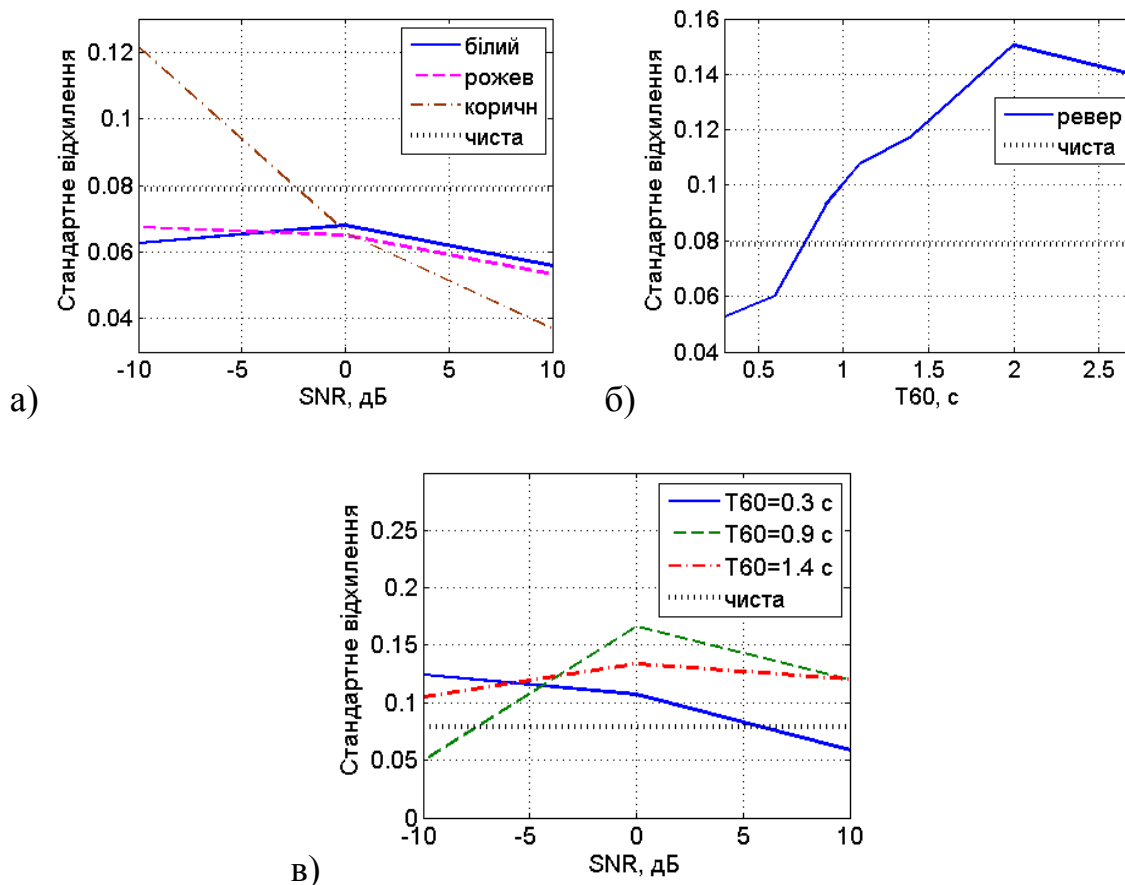 Стандартне відхилення
0.12
0.1
0.08
0.06
0.04
-10
-5
0
5
10
SNR, дБ
білий
рожев
коричн
чиста
а)
Стандартне відхилення
0.16
0.14
0.12
0.1
0.08
0.06
0.04
0.5
1
1.5
2
2.5
T60, с
ревер
чиста
б)
Стандартне відхилення
0.25
0.2
0.15
0.1
0.05
0
-10
-5
0
5
10
SNR, дБ
T60=0.3 с
T60=0.9 с
T60=1.4 с
чиста
в)